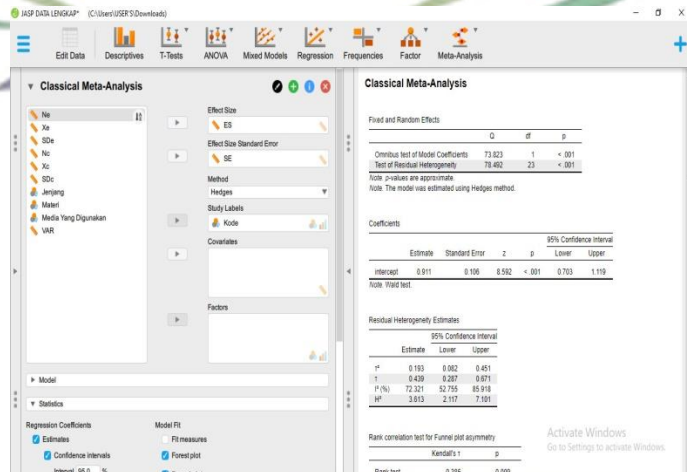 JASP DATA LENGKAP* (C:\Users\USER'S\Downloads)
Edit Data Descriptives T-Tests ANOVA Mixed Models Regression Frequencies Factor Meta-Analysis
Classical Meta-Analysis
Ne
Xe
SDe
Nc
Xc
SDc
Jenjang
Materi
Media Yang Digunakan
VAR
Effect Size
ES
Effect Size Standard Error
SE
Method
Hedges
Study Labels
Kode
Covariates
Factors
Model
Statistics
Regression Coefficients
Estimates
Confidence intervals
Interval 95.0 %
Model Fit
Fit measures
Forest plot
Classical Meta-Analysis
Fixed and Random Effects
Q df p
Omnibus test of Model Coefficients 73.823 1 < .001
Test of Residual Heterogeneity 78.492 23 < .001
Note. p-values are approximate.
Note. The model was estimated using Hedges method.
Coefficients
95% Confidence Interval
Estimate Standard Error z p Lower Upper
intercept 0.911 0.106 8.592 < .001 0.703 1.119
Note. Wald test.
Residual Heterogeneity Estimates
95% Confidence Interval
Estimate Lower Upper
τ² 0.193 0.082 0.451
τ 0.439 0.287 0.671
I² (%) 72.321 52.755 85.918
H² 3.613 2.117 7.101
Rank correlation test for Funnel plot asymmetry
Kendall's τ p
Rank test
Activate Windows
Go to Settings to activate Windows.